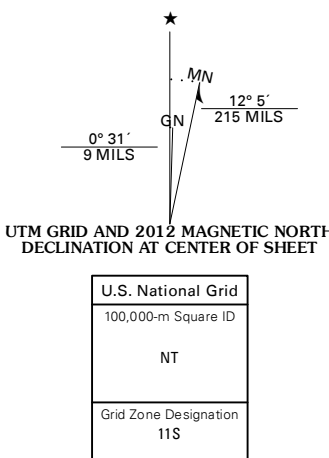 MN
GN
12° 5´
215 MILS
0° 31´
9 MILS
UTM GRID AND 2012 MAGNETIC NORTH
DECLINATION AT CENTER OF SHEET
U.S. National Grid
100,000-m Square ID
NT
Grid Zone Designation
11S